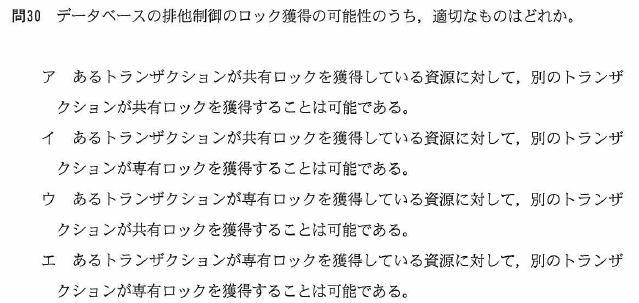 問30　データベースの排他制御のロック獲得の可能性のうち，適切なものはどれか。
ア　あるトランザクションが共有ロックを獲得している資源に対して，別のトランザ
クションが共有ロックを獲得することは可能である。
イ　あるトランザクションが共有ロックを獲得している資源に対して，別のトランザ
クションが専有ロックを獲得することは可能である。
ウ　あるトランザクションが専有ロックを獲得している資源に対して，別のトランザ
クションが共有ロックを獲得することは可能である。
エ　あるトランザクションが専有ロックを獲得している資源に対して，別のトランザ
クションが専有ロックを獲得することは可能である。